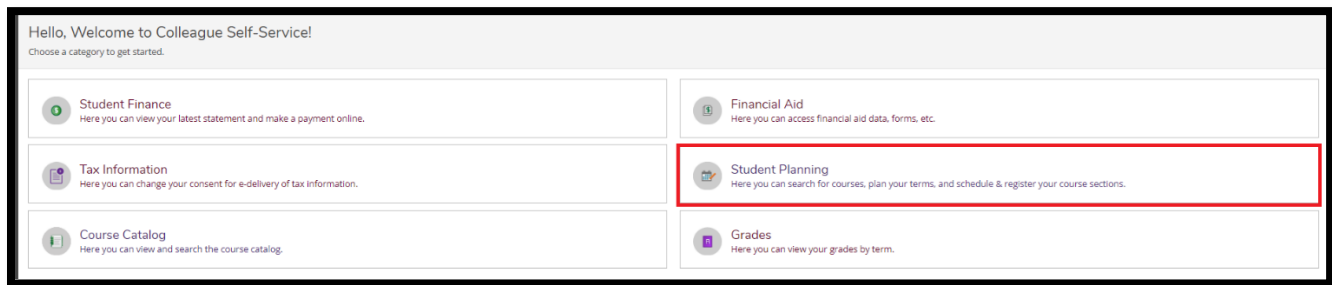 Hello, Welcome to Colleague Self-Service!
Choose a category to get started.
Student Finance
Here you can view your latest statement and make a payment online.
Financial Aid
Here you can access financial aid data, forms, etc.
Tax Information
Here you can change your consent for e-delivery of tax information.
Student Planning
Here you can search for courses, plan your terms, and schedule & register your course sections.
Course Catalog
Here you can view and search the course catalog.
Grades
Here you can view your grades by term.